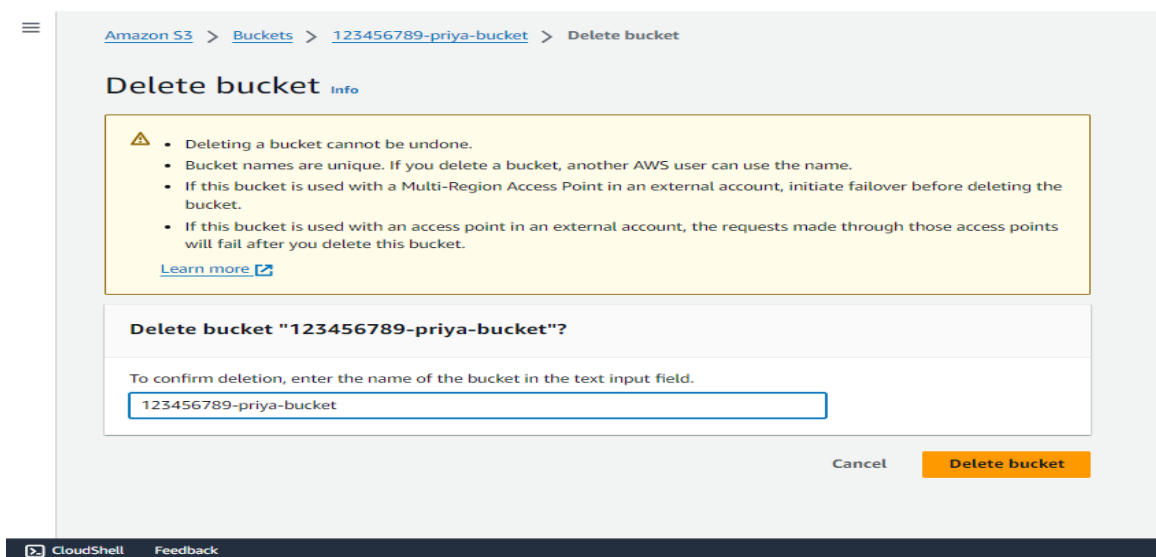 Amazon S3 > Buckets > 123456789-priya-bucket > Delete bucket
Delete bucket Info
• Deleting a bucket cannot be undone.
• Bucket names are unique. If you delete a bucket, another AWS user can use the name.
• If this bucket is used with a Multi-Region Access Point in an external account, initiate failover before deleting the
bucket.
• If this bucket is used with an access point in an external account, the requests made through those access points
will fail after you delete this bucket.
Learn more
Delete bucket "123456789-priya-bucket"?
To confirm deletion, enter the name of the bucket in the text input field.
123456789-priya-bucket
Cancel Delete bucket
CloudShell Feedback